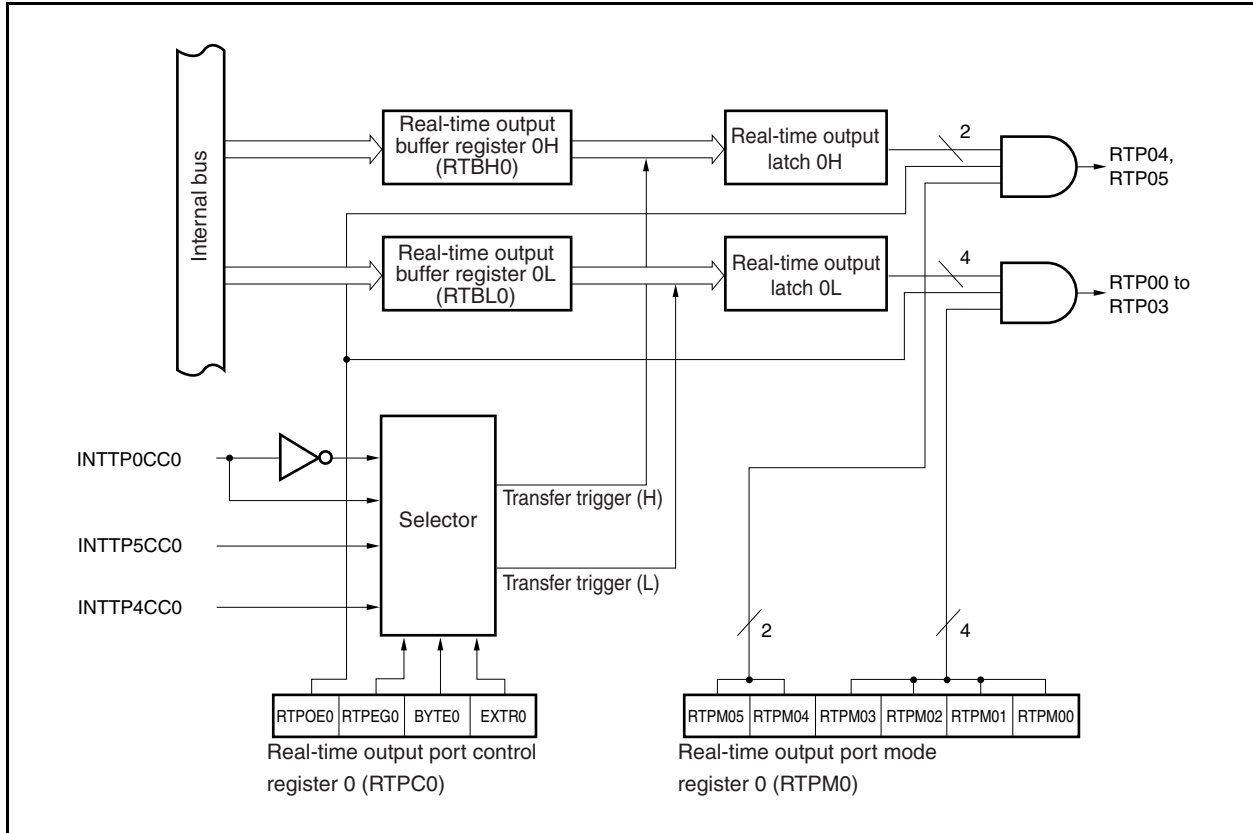 Internal bus
Real-time output
buffer register 0H
(RTBH0)
Real-time output
latch 0H
2
RTP04,
RTP05
Real-time output
buffer register 0L
(RTBL0)
Real-time output
latch 0L
4
RTP00 to
RTP03
INTTP0CC0
INTTP5CC0
INTTP4CC0
Selector
Transfer trigger (H)
Transfer trigger (L)
2
4
RTPOE0 RTPEG0 BYTE0 EXTR0
Real-time output port control
register 0 (RTPC0)
RTPM05 RTPM04 RTPM03 RTPM02 RTPM01 RTPM00
Real-time output port mode
register 0 (RTPM0)